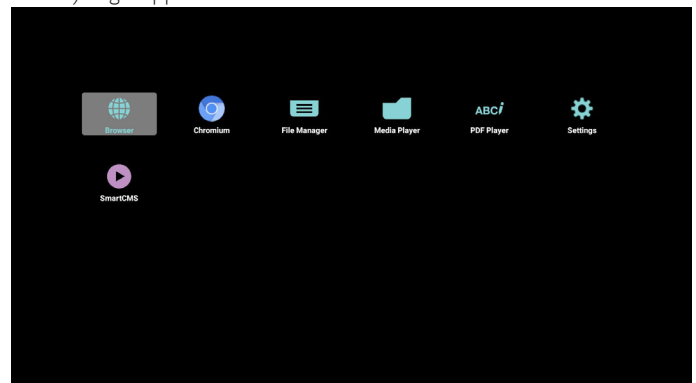 ABCi
Browser
Chromium
File Manager
Media Player
PDF Player
Settings
SmartCMS